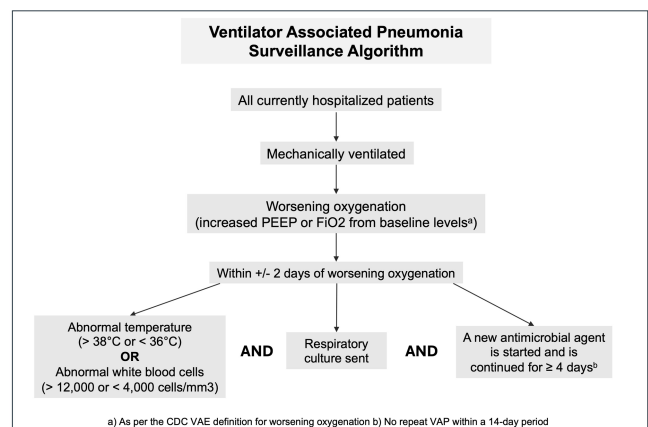 Ventilator Associated Pneumonia
Surveillance Algorithm
All currently hospitalized patients
Mechanically ventilated
Worsening oxygenation
(increased PEEP or FiO2 from baseline levelsᵃ)
Within +/- 2 days of worsening oxygenation
Abnormal temperature
(> 38°C or < 36°C)
OR
Abnormal white blood cells
(> 12,000 or < 4,000 cells/mm3)
AND
Respiratory
culture sent
AND
A new antimicrobial agent
is started and is
continued for ≥ 4 daysᵇ
a) As per the CDC VAE definition for worsening oxygenation b) No repeat VAP within a 14-day period